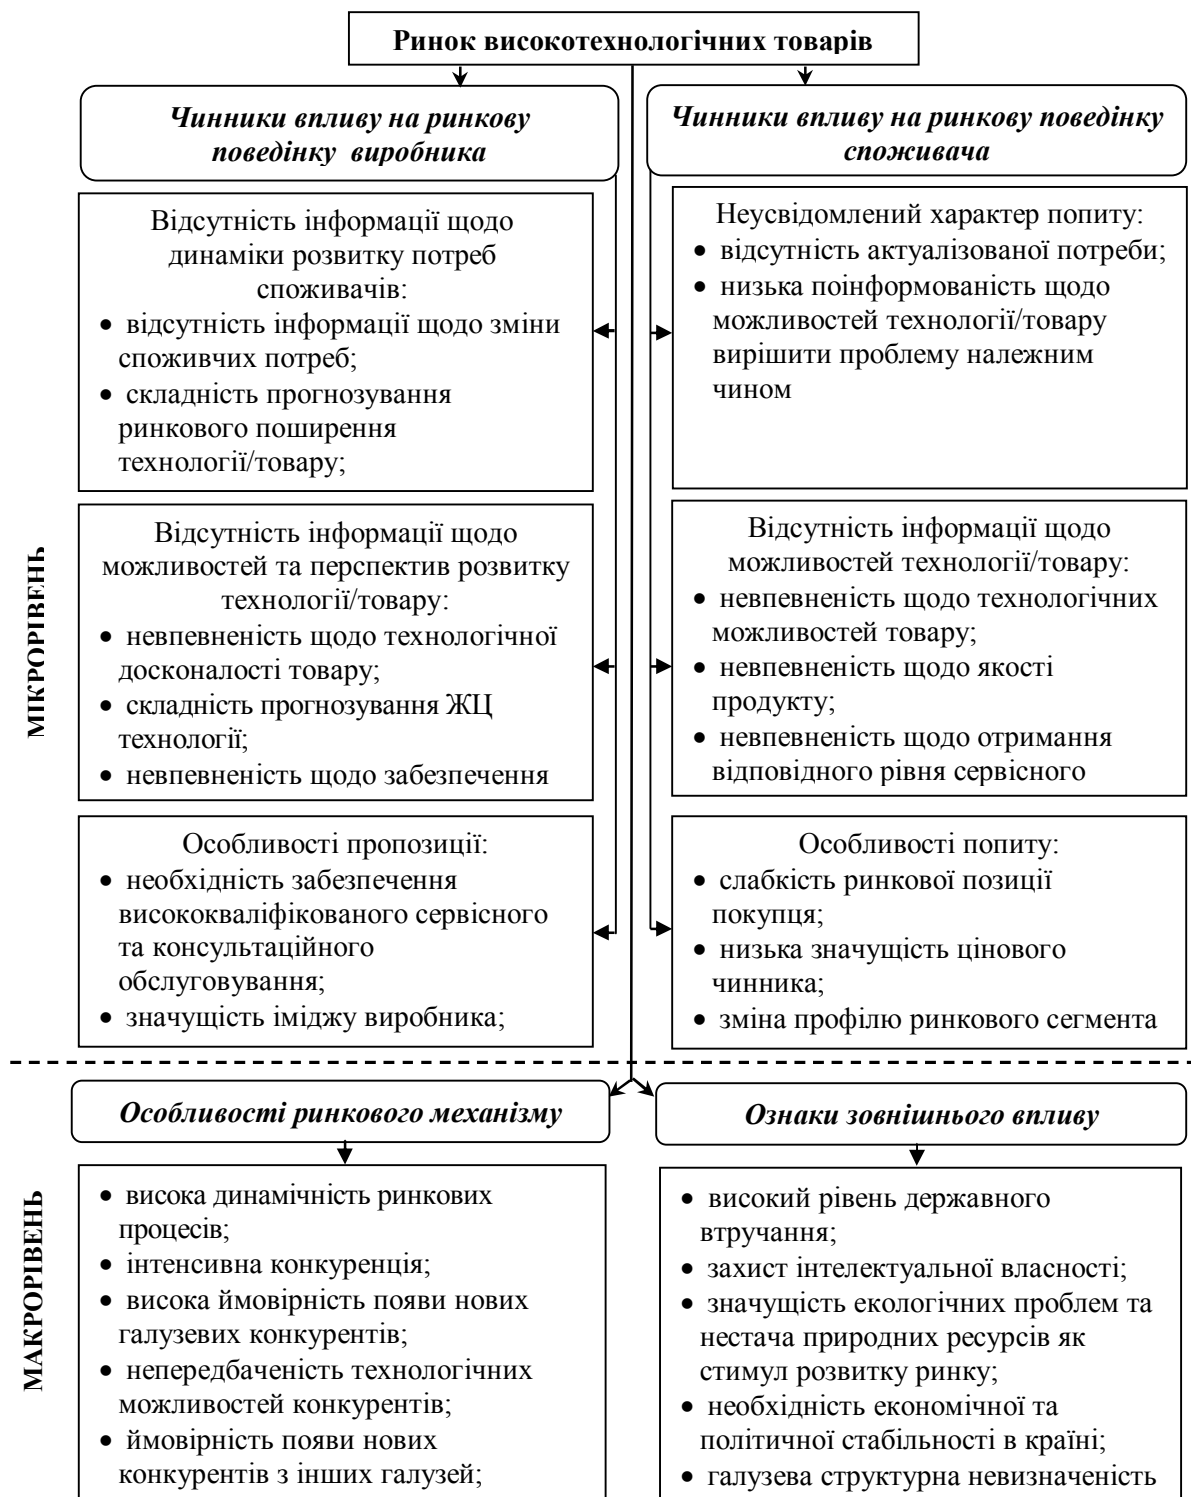 Ринок високотехнологічних товарів
Чинники впливу на ринкову
поведінку виробника
Чинники впливу на ринкову поведінку
споживача
МІКРОРІВЕНЬ
Відсутність інформації щодо
динаміки розвитку потреб
споживачів:
• відсутність інформації щодо зміни
споживчих потреб;
• складність прогнозування
ринкового поширення
технології/товару;
Неусвідомлений характер попиту:
• відсутність актуалізованої потреби;
• низька поінформованість щодо
можливостей технології/товару
вирішити проблему належним
чином
Відсутність інформації щодо
можливостей та перспектив розвитку
технології/товару:
• невпевненість щодо технологічної
досконалості товару;
• складність прогнозування ЖЦ
технології;
• невпевненість щодо забезпечення
Відсутність інформації щодо
можливостей технології/товару:
• невпевненість щодо технологічних
можливостей товару;
• невпевненість щодо якості
продукту;
• невпевненість щодо отримання
відповідного рівня сервісного
Особливості пропозиції:
• необхідність забезпечення
висококваліфікованого сервісного
та консультаційного
обслуговування;
• значущість іміджу виробника;
Особливості попиту:
• слабкість ринкової позиції
покупця;
• низька значущість цінового
чинника;
• зміна профілю ринкового сегмента
МАКРОРІВЕНЬ
Особливості ринкового механізму
Ознаки зовнішнього впливу
• висока динамічність ринкових
процесів;
• інтенсивна конкуренція;
• висока ймовірність появи нових
галузевих конкурентів;
• непередбаченість технологічних
можливостей конкурентів;
• ймовірність появи нових
конкурентів з інших галузей;
• високий рівень державного
втручання;
• захист інтелектуальної власності;
• значущість екологічних проблем та
нестача природних ресурсів як
стимул розвитку ринку;
• необхідність економічної та
політичної стабільності в країні;
• галузева структурна невизначеність